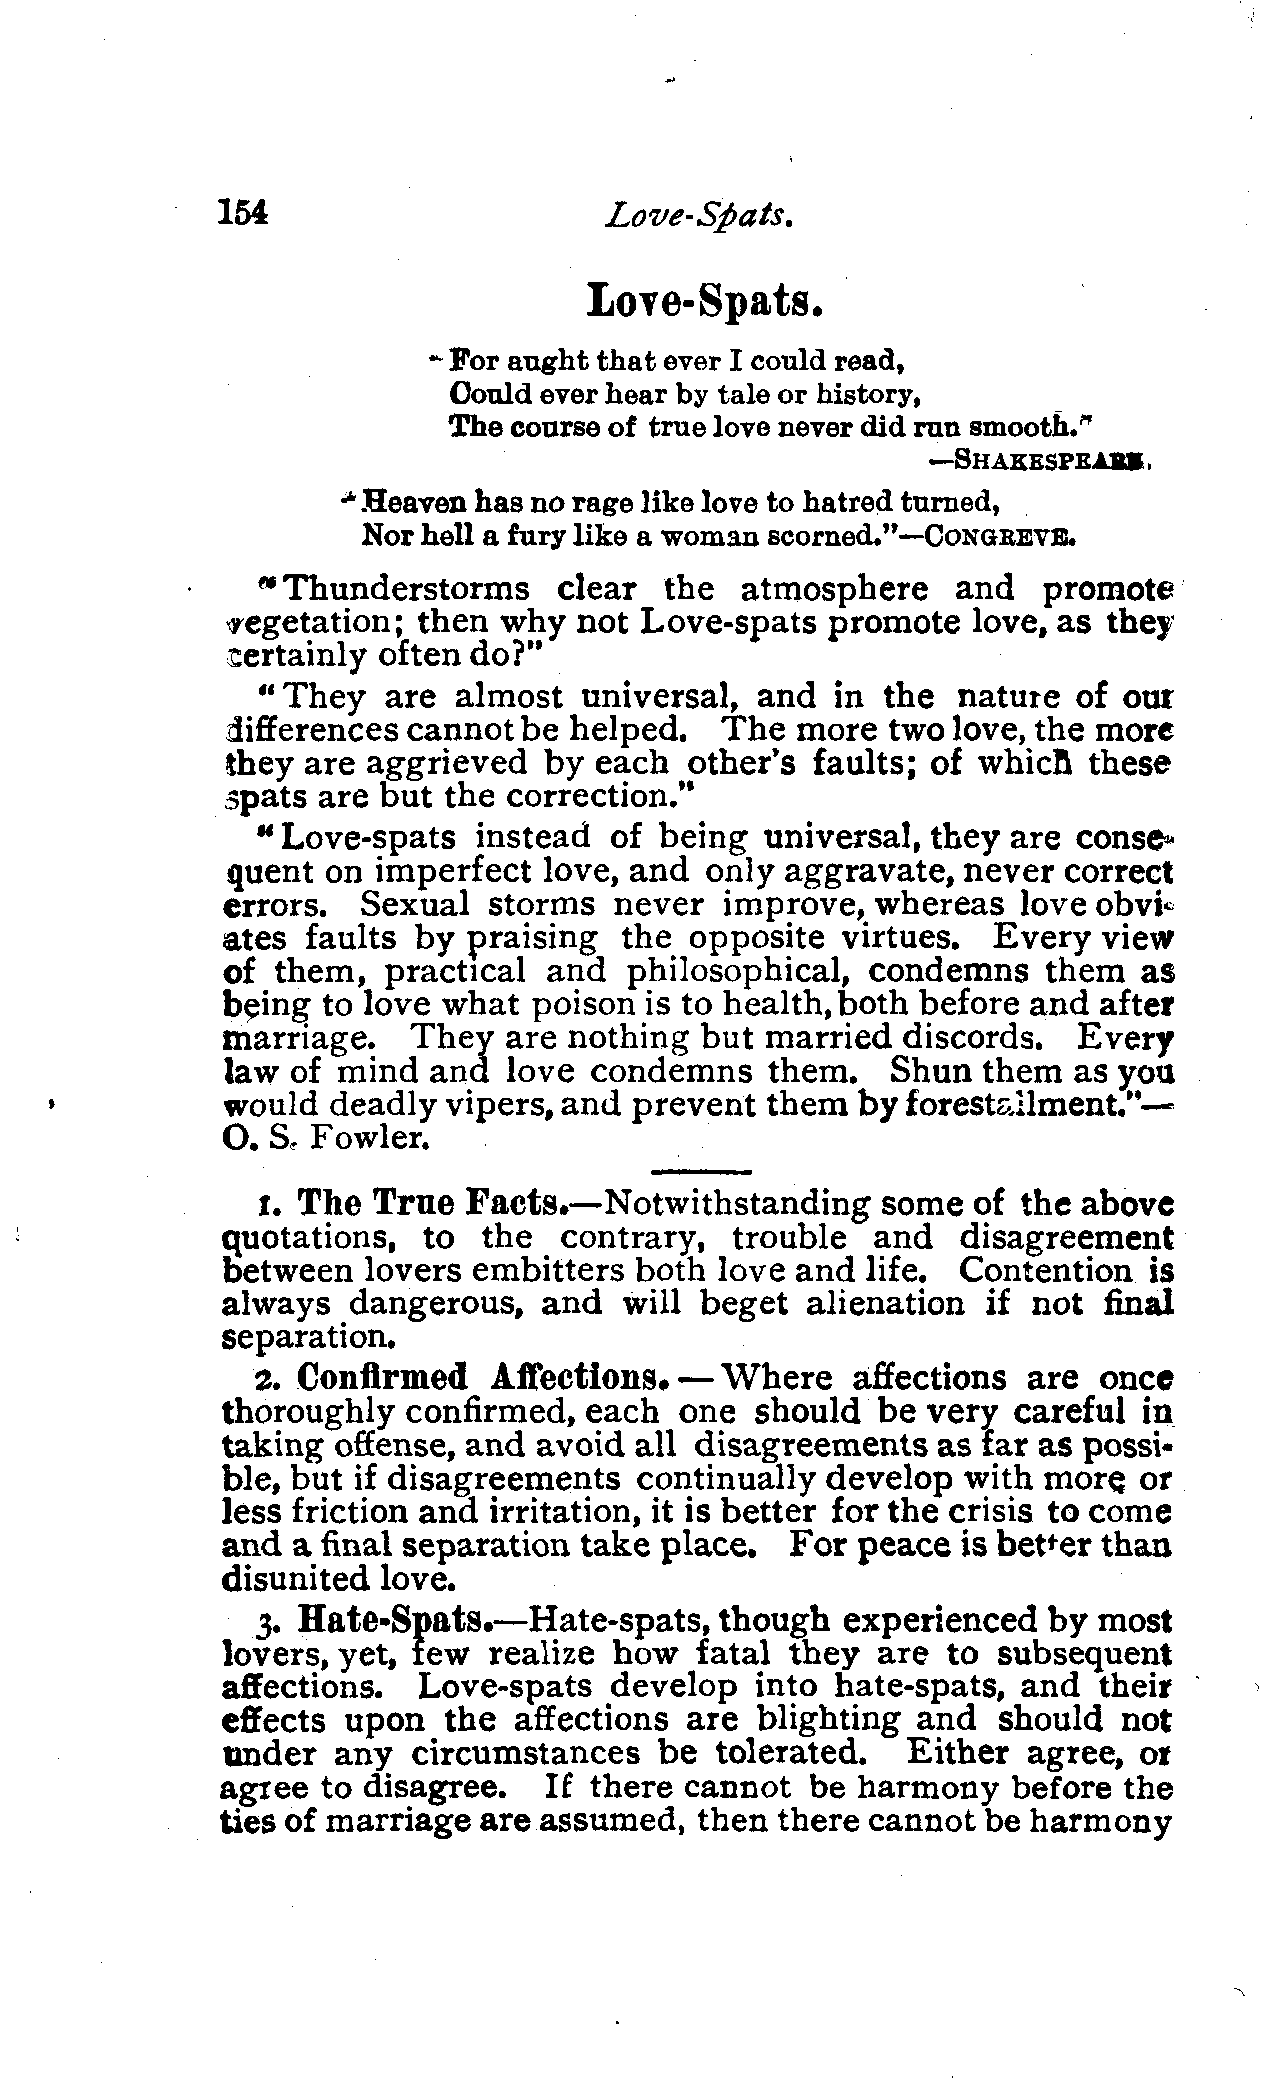 154 Love-Spats.
Love-Spats.
"For aught that ever I could read,
Could ever hear by tale or history,
The course of true love never did run smooth."
—SHAKESPEARE.
"Heaven has no rage like love to hatred turned,
Nor hell a fury like a woman scorned."—CONGREVE.
"Thunderstorms clear the atmosphere and promote
vegetation; then why not Love-spats promote love, as they
certainly often do?"
"They are almost universal, and in the nature of our
differences cannot be helped. The more two love, the more
they are aggrieved by each other's faults; of which these
spats are but the correction."
"Love-spats instead of being universal, they are conse-
quent on imperfect love, and only aggravate, never correct
errors. Sexual storms never improve, whereas love obvi-
ates faults by praising the opposite virtues. Every view
of them, practical and philosophical, condemns them as
being to love what poison is to health, both before and after
marriage. They are nothing but married discords. Every
law of mind and love condemns them. Shun them as you
would deadly vipers, and prevent them by forestallment."—
O. S. Fowler.
1. The True Facts.—Notwithstanding some of the above
quotations, to the contrary, trouble and disagreement
between lovers embitters both love and life. Contention is
always dangerous, and will beget alienation if not final
separation.
2. Confirmed Affections.—Where affections are once
thoroughly confirmed, each one should be very careful in
taking offense, and avoid all disagreements as far as possi-
ble, but if disagreements continually develop with more or
less friction and irritation, it is better for the crisis to come
and a final separation take place. For peace is better than
disunited love.
3. Hate-Spats.—Hate-spats, though experienced by most
lovers, yet, few realize how fatal they are to subsequent
affections. Love-spats develop into hate-spats, and their
effects upon the affections are blighting and should not
under any circumstances be tolerated. Either agree, or
agree to disagree. If there cannot be harmony before the
ties of marriage are assumed, then there cannot be harmony